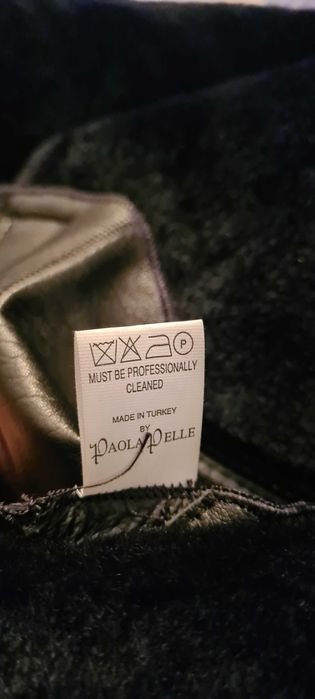 P
MUST BE PROFESSIONALLY
CLEANED
MADE IN TURKEY
BY
PAOLA PELLE